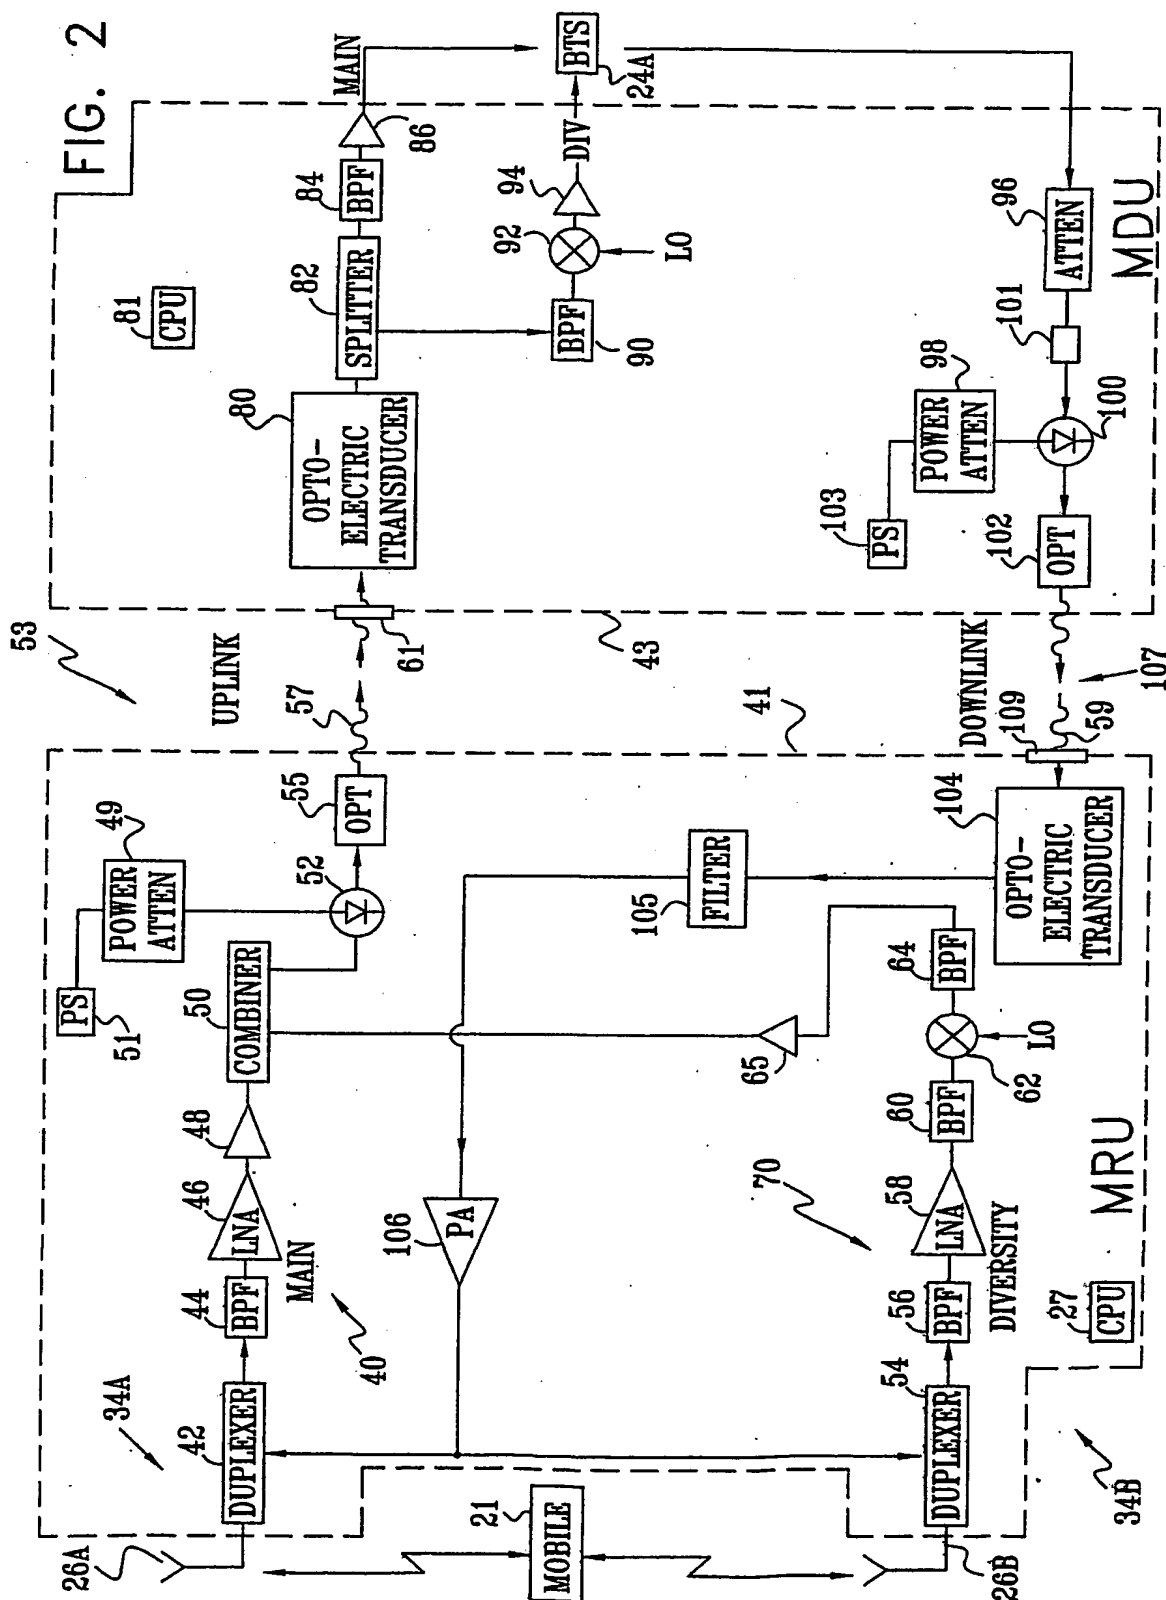 FIG. 2
53
UPLINK
57
61
43
41
DOWNLINK
109
59
107
34A
26A
DUPLEXER
42
BPF
44
LNA
46
MAIN
40
48
COMBINER
50
PS
51
POWER
ATTEN
49
52
OPT
55
106
PA
105
FILTER
21
MOBILE
26B
DUPLEXER
54
34B
BPF
56
LNA
58
DIVERSITY
70
BPF
60
62
LO
BPF
64
65
OPTO-
ELECTRIC
TRANSDUCER
104
27
CPU
MRU
81
CPU
80
OPTO-
ELECTRIC
TRANSDUCER
SPLITTER
82
BPF
84
86
MAIN
BPF
90
92
LO
94
DIV
BTS
24A
ATTEN
96
101
100
POWER
ATTEN
98
PS
103
OPT
102
MDU